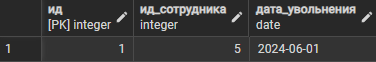 ид ид_сотрудника дата_увольнения
[PK] integer integer date
1 1 5 2024-06-01